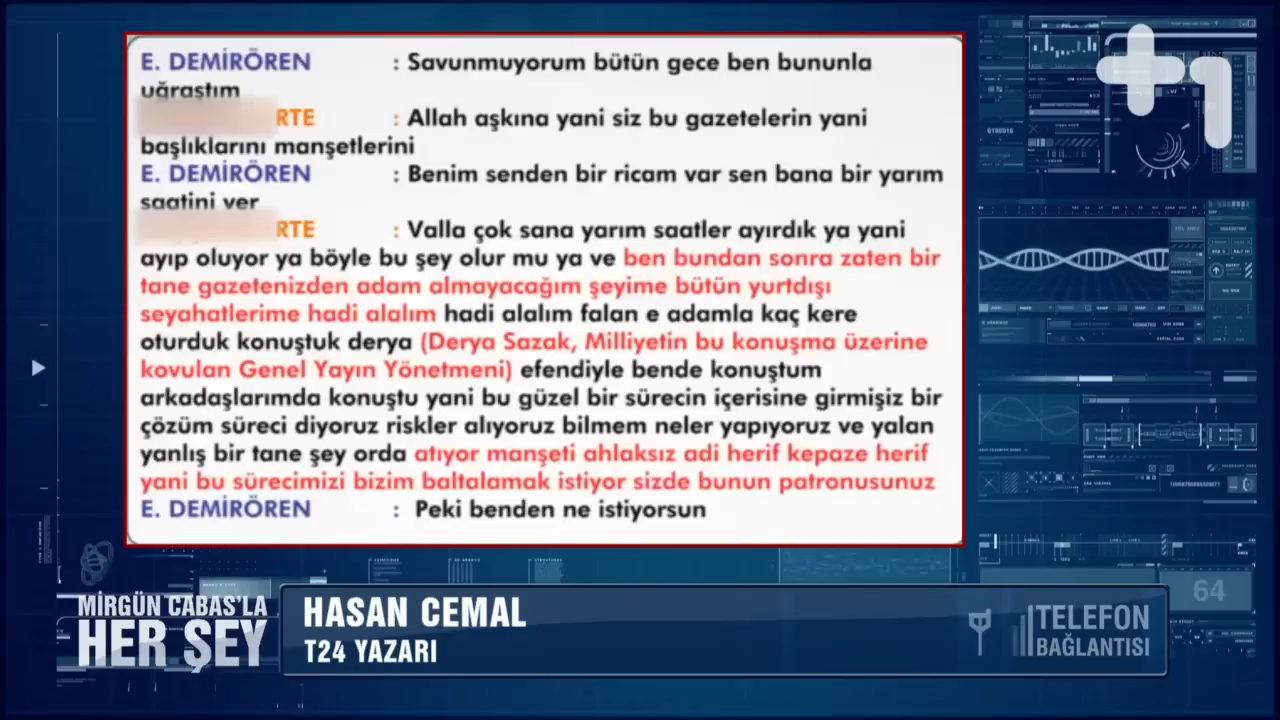 E. DEMİRÖREN : Savunmuyorum bütün gece ben bununla
uğraştım
RTE : Allah aşkına yani siz bu gazetelerin yani
başlıklarını manşetlerini
E. DEMİRÖREN : Benim senden bir ricam var sen bana bir yarım
saatini ver
RTE : Valla çok sana yarım saatler ayırdık ya yani
ayıp oluyor ya böyle bu şey olur mu ya ve ben bundan sonra zaten bir
tane gazetenizden adam almayacağım şeyime bütün yurtdışı
seyahatlerime hadi alalım hadi alalım falan e adamla kaç kere
oturduk konuştuk derya (Derya Sazak, Milliyetin bu konuşma üzerine
kovulan Genel Yayın Yönetmeni) efendiyle bende konuştum
arkadaşlarımda konuştu yani bu güzel bir sürecin içerisine girmişiz bir
çözüm süreci diyoruz riskler alıyoruz bilmem neler yapıyoruz ve yalan
yanlış bir tane şey orda atıyor manşeti ahlaksız adi herif kepaze herif
yani bu sürecimizi bizim baltalamak istiyor sizde bunun patronusunuz
E. DEMİRÖREN : Peki benden ne istiyorsun
+1
64
MİRGÜN CABAS'LA
HER ŞEY
HASAN CEMAL
T24 YAZARI
TELEFON
BAĞLANTISI